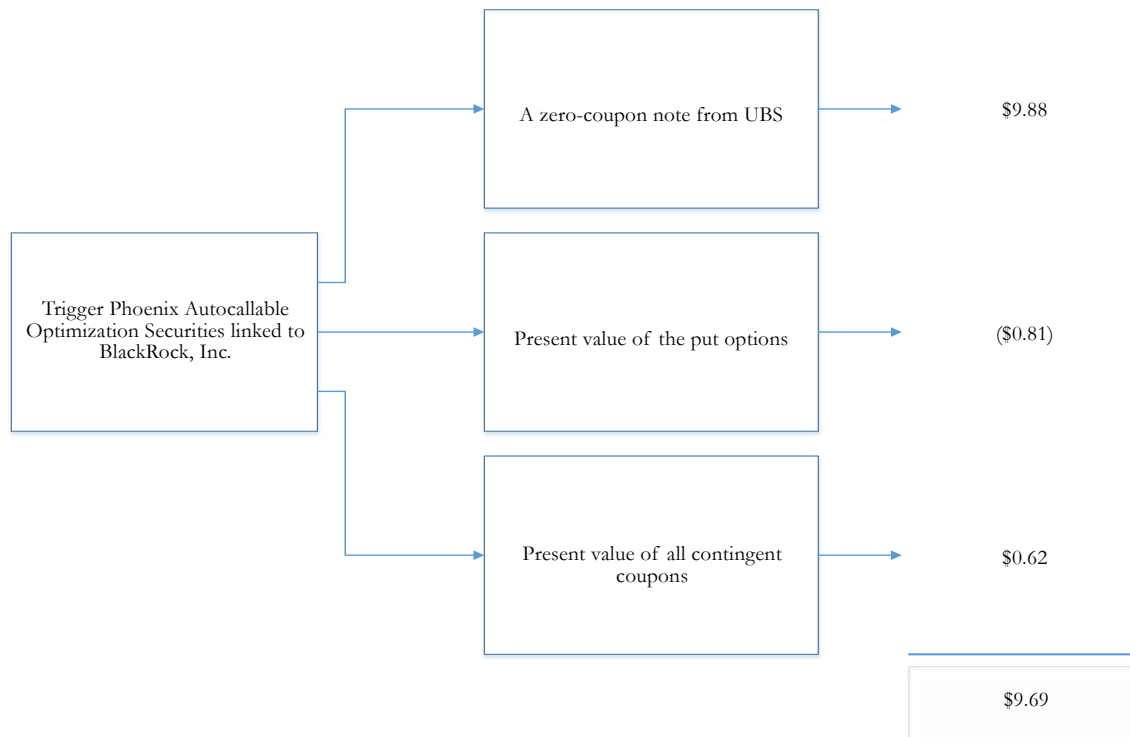 A zero-coupon note from UBS
$9.88
Trigger Phoenix Autocallable
Optimization Securities linked to
BlackRock, Inc.
Present value of the put options
($0.81)
Present value of all contingent
coupons
$0.62
$9.69